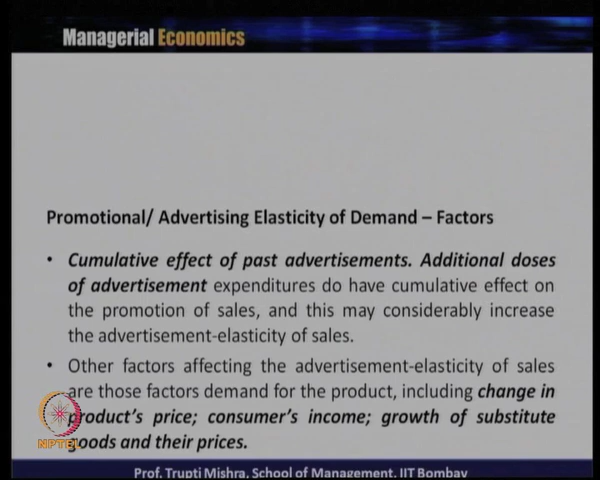 Managerial Economics
Promotional/ Advertising Elasticity of Demand – Factors
• Cumulative effect of past advertisements. Additional doses
of advertisement expenditures do have cumulative effect on
the promotion of sales, and this may considerably increase
the advertisement-elasticity of sales.
• Other factors affecting the advertisement-elasticity of sales
are those factors demand for the product, including change in
product's price; consumer's income; growth of substitute
goods and their prices.
NPTEL
Prof. Trupti Mishra, School of Management, IIT Bombay